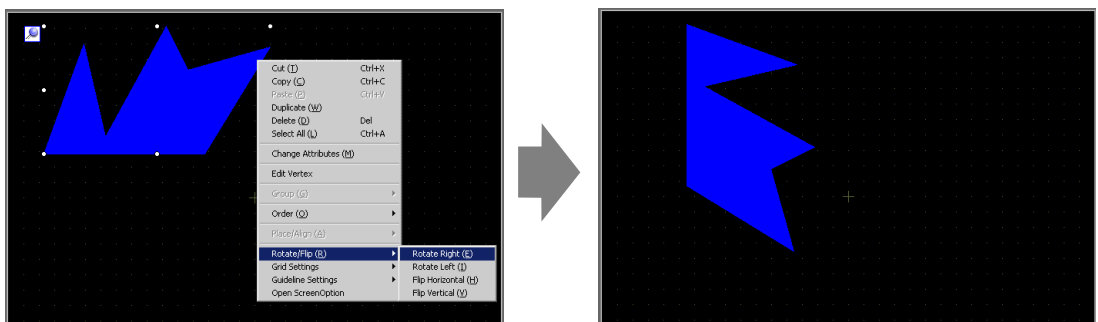 Cut (T) Ctrl+X
Copy (C) Ctrl+C
Paste (P) Ctrl+V
Duplicate (W)
Delete (D) Del
Select All (L) Ctrl+A
Change Attributes (M)
Edit Vertex
Group (G)
Order (O)
Place/Align (A)
Rotate/Flip (R)
Grid Settings
Guideline Settings
Open ScreenOption
Rotate Right (E)
Rotate Left (I)
Flip Horizontal (H)
Flip Vertical (V)